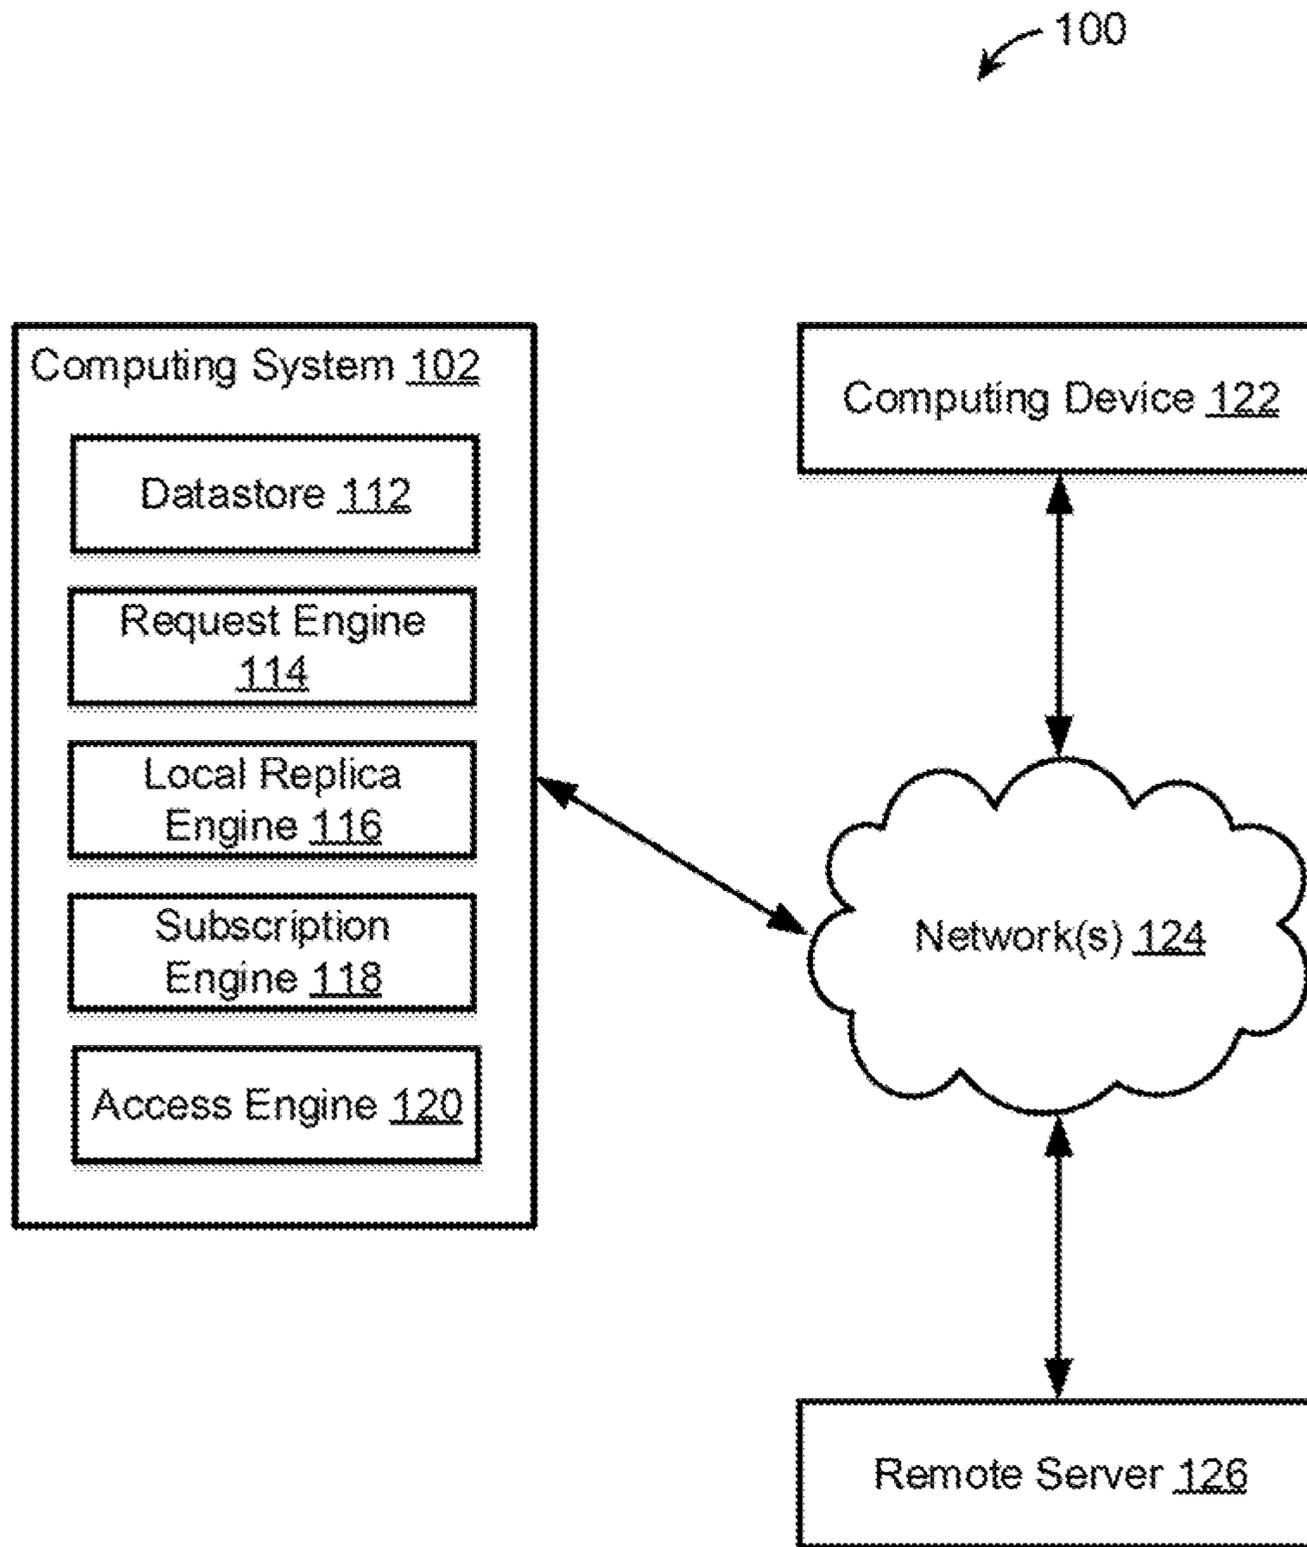 100
Computing System 102
Datastore 112
Request Engine
114
Local Replica
Engine 116
Subscription
Engine 118
Access Engine 120
Computing Device 122
Network(s) 124
Remote Server 126